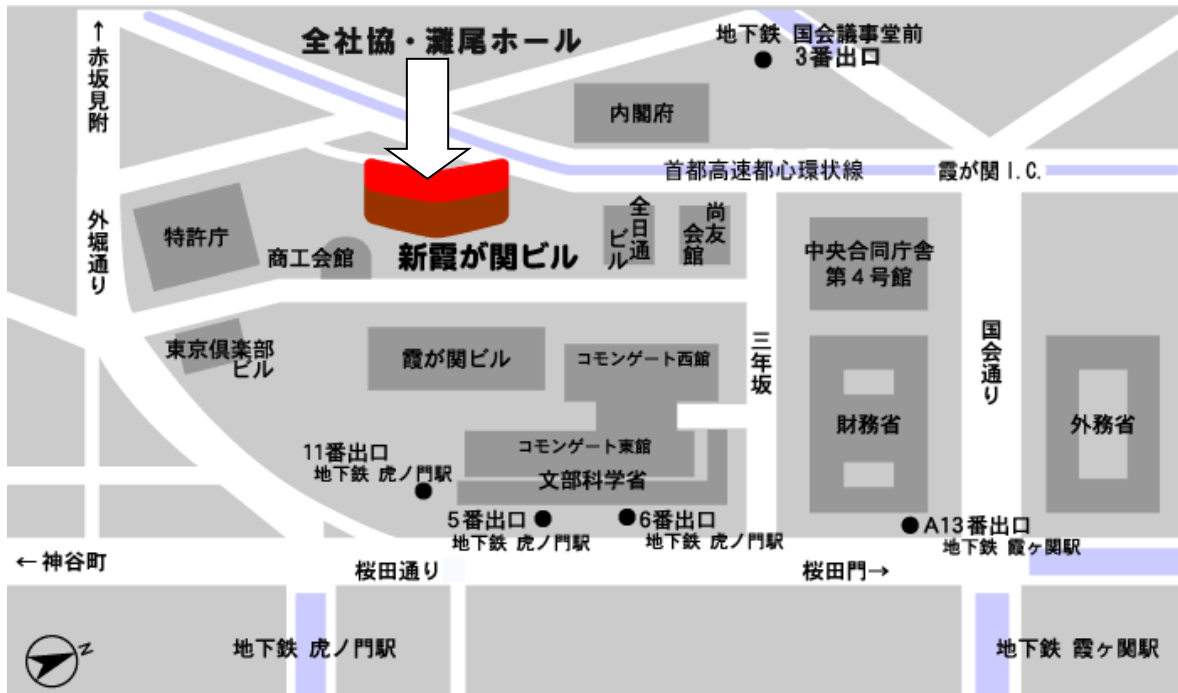 ←赤坂見附
全社協・灘尾ホール
地下鉄 国会議事堂前
3番出口
内閣府
首都高速都心環状線
霞が関 I.C.
外堀通り
特許庁
商工会館
新霞が関ビル
全日通
ビル
尚友
会館
中央合同庁舎
第4号館
東京倶楽部
ビル
霞が関ビル
コモンゲート西館
三年坂
国会通り
財務省
外務省
コモンゲート東館
文部科学省
11番出口
地下鉄 虎ノ門駅
5番出口
地下鉄 虎ノ門駅
6番出口
地下鉄 虎ノ門駅
A13番出口
地下鉄 霞ヶ関駅
←神谷町
桜田通り
桜田門→
地下鉄 虎ノ門駅
地下鉄 霞ヶ関駅
N